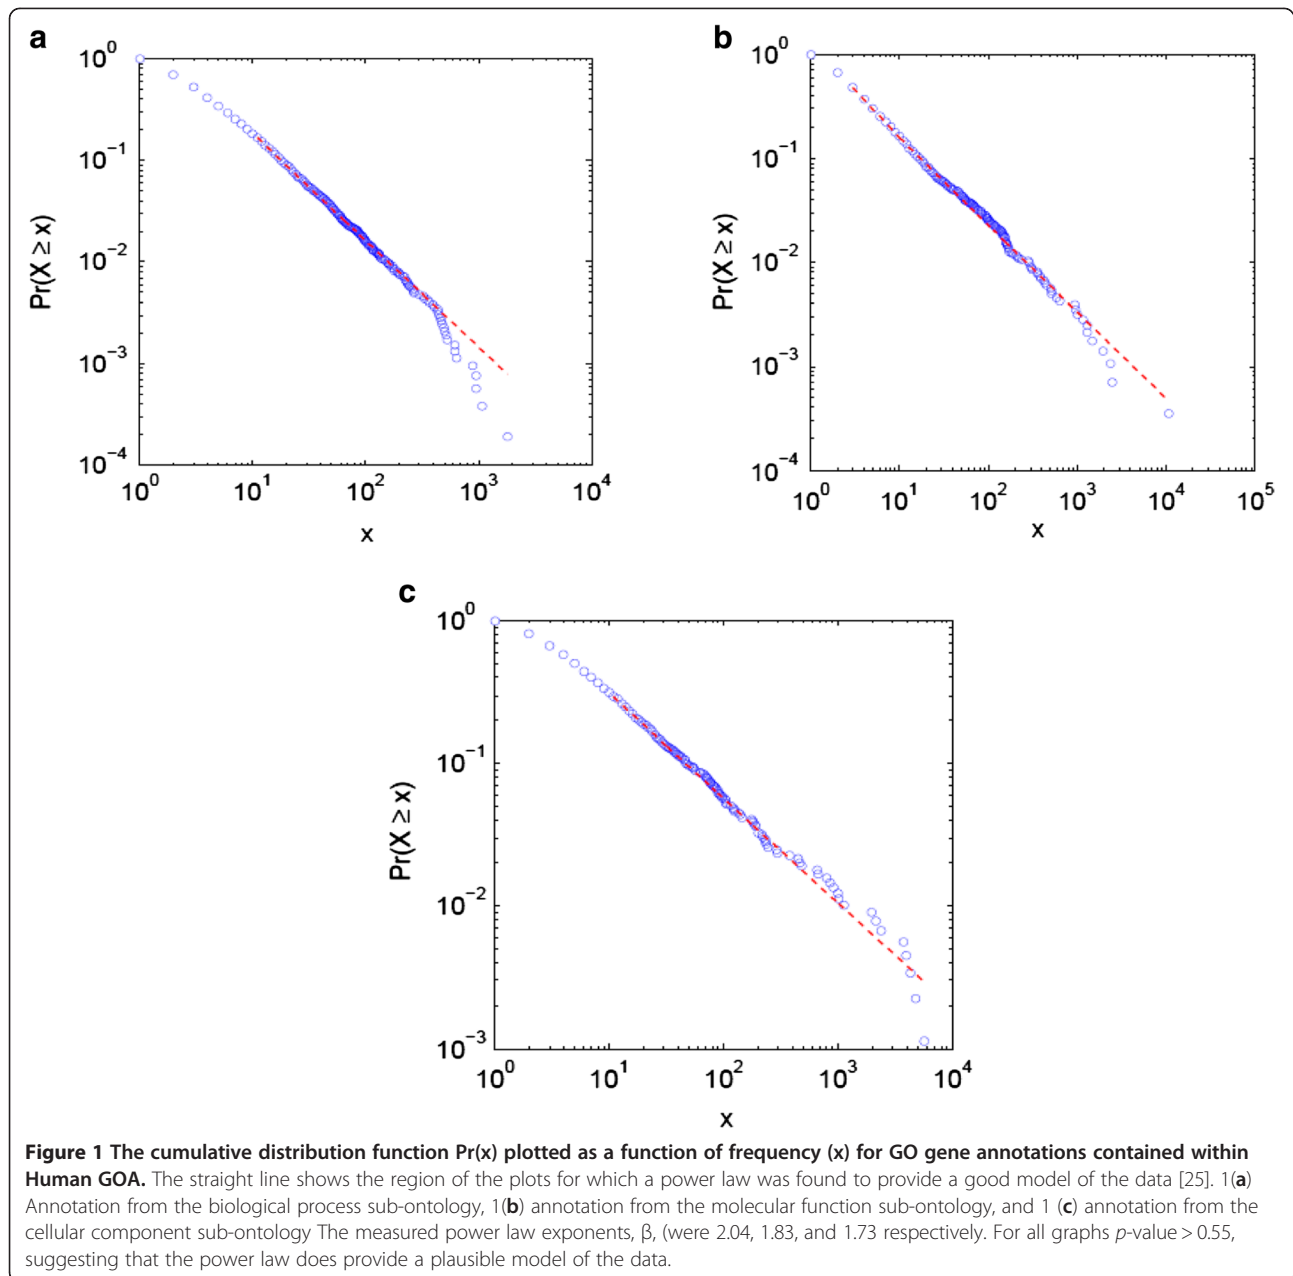 a
10^0
10^−1
10^−2
10^−3
10^−4
Pr(X ≥ x)
10^0 10^1 10^2 10^3 10^4
x
b
10^0
10^−1
10^−2
10^−3
10^−4
Pr(X ≥ x)
10^0 10^1 10^2 10^3 10^4 10^5
x
c
10^0
10^−1
10^−2
10^−3
Pr(X ≥ x)
10^0 10^1 10^2 10^3 10^4
x
Figure 1 The cumulative distribution function Pr(x) plotted as a function of frequency (x) for GO gene annotations contained within
Human GOA. The straight line shows the region of the plots for which a power law was found to provide a good model of the data [25]. 1(a)
Annotation from the biological process sub-ontology, 1(b) annotation from the molecular function sub-ontology, and 1 (c) annotation from the
cellular component sub-ontology The measured power law exponents, β, (were 2.04, 1.83, and 1.73 respectively. For all graphs p-value > 0.55,
suggesting that the power law does provide a plausible model of the data.